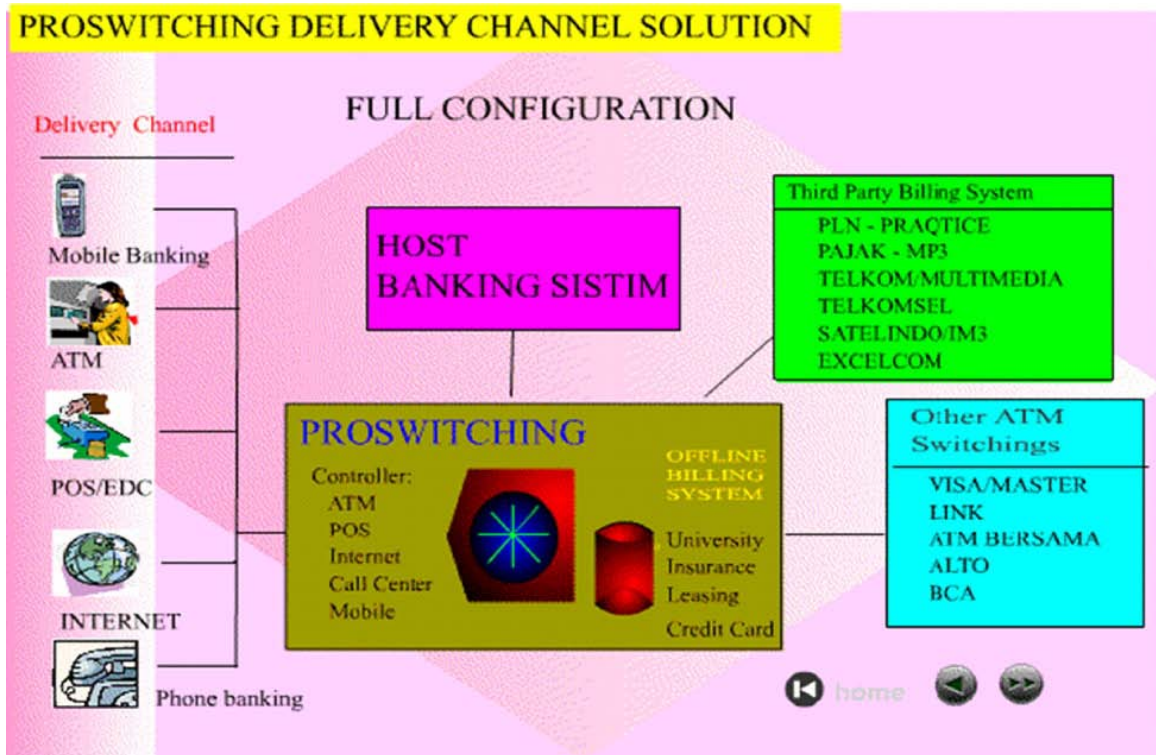 PROSWITCHING DELIVERY CHANNEL SOLUTION
FULL CONFIGURATION
Delivery Channel
Mobile Banking
ATM
POS/EDC
INTERNET
Phone banking
HOST
BANKING SISTIM
Third Party Billing System
PLN - PRAQTICE
PAJAK - MP3
TELKOM/MULTIMEDIA
TELKOMSEL
SATELINDO/IM3
EXCELCOM
PROSWITCHING
Controller:
ATM
POS
Internet
Call Center
Mobile
OFFLINE
BILLING
SYSTEM
University
Insurance
Leasing
Credit Card
Other ATM
Switchings
VISA/MASTER
LINK
ATM BERSAMA
ALTO
BCA
home